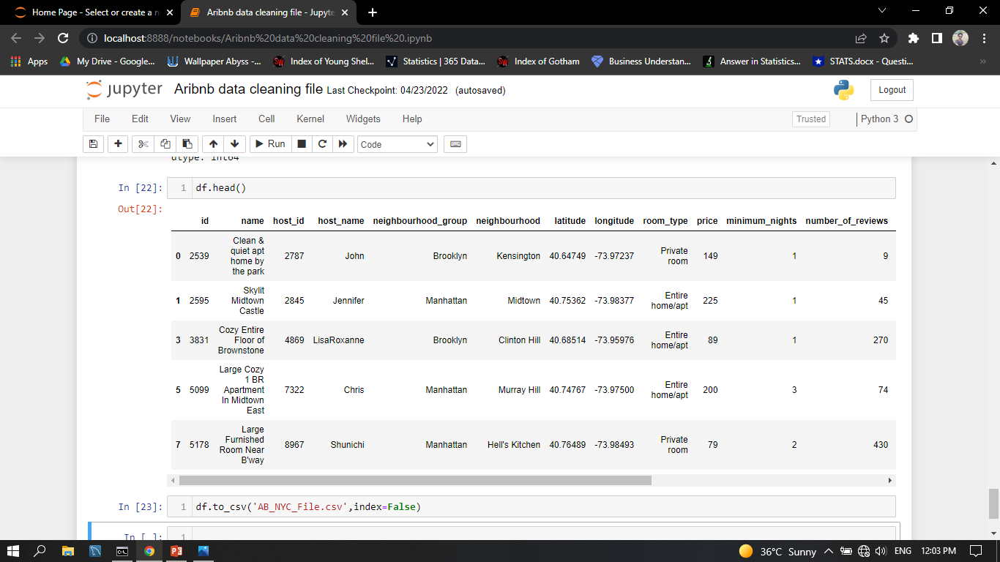 Home Page - Select or create a n
Aribnb data cleaning file - Jupyte
localhost:8888/notebooks/Aribnb%20data%20cleaning%20file%20.ipynb
Apps My Drive - Google... Wallpaper Abyss -... Index of Young Shel... Statistics | 365 Data... Index of Gotham Business Understan... Answer in Statistics... STATS.docx - Questi... »
jupyter Aribnb data cleaning file Last Checkpoint: 04/23/2022 (autosaved) Logout
File Edit View Insert Cell Kernel Widgets Help Trusted Python 3
Run Code
dtype: int64
In [22]: 1 df.head()
Out[22]:
id name host_id host_name neighbourhood_group neighbourhood latitude longitude room_type price minimum_nights number_of_reviews
0 2539 Clean & quiet apt home by the park 2787 John Brooklyn Kensington 40.64749 -73.97237 Private room 149 1 9
1 2595 Skylit Midtown Castle 2845 Jennifer Manhattan Midtown 40.75362 -73.98377 Entire home/apt 225 1 45
3 3831 Cozy Entire Floor of Brownstone 4869 LisaRoxanne Brooklyn Clinton Hill 40.68514 -73.95976 Entire home/apt 89 1 270
5 5099 Large Cozy 1 BR Apartment In Midtown East 7322 Chris Manhattan Murray Hill 40.74767 -73.97500 Entire home/apt 200 3 74
7 5178 Large Furnished Room Near B'way 8967 Shunichi Manhattan Hell's Kitchen 40.76489 -73.98493 Private room 79 2 430
In [23]: 1 df.to_csv('AB_NYC_File.csv',index=False)
In [ ]: 1
36°C Sunny ENG 12:03 PM